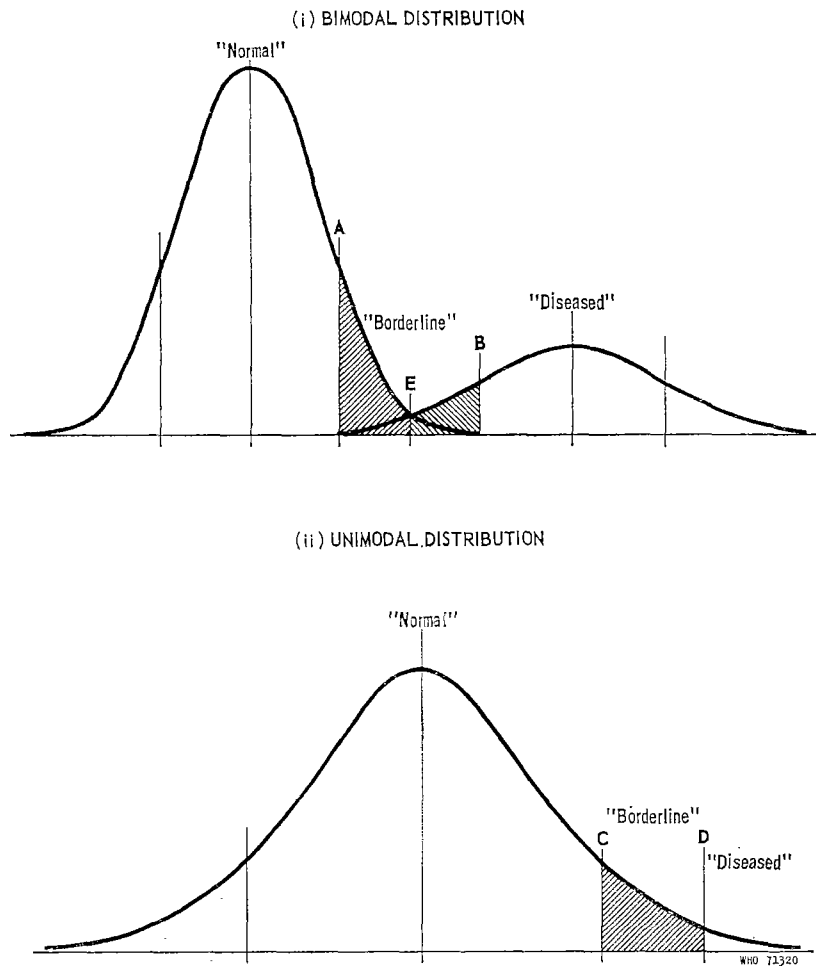 (i) BIMODAL DISTRIBUTION
"Normal"
A
"Borderline"
"Diseased"
B
E
(ii) UNIMODAL DISTRIBUTION
"Normal"
"Borderline"
C D
"Diseased"
WHO 71320